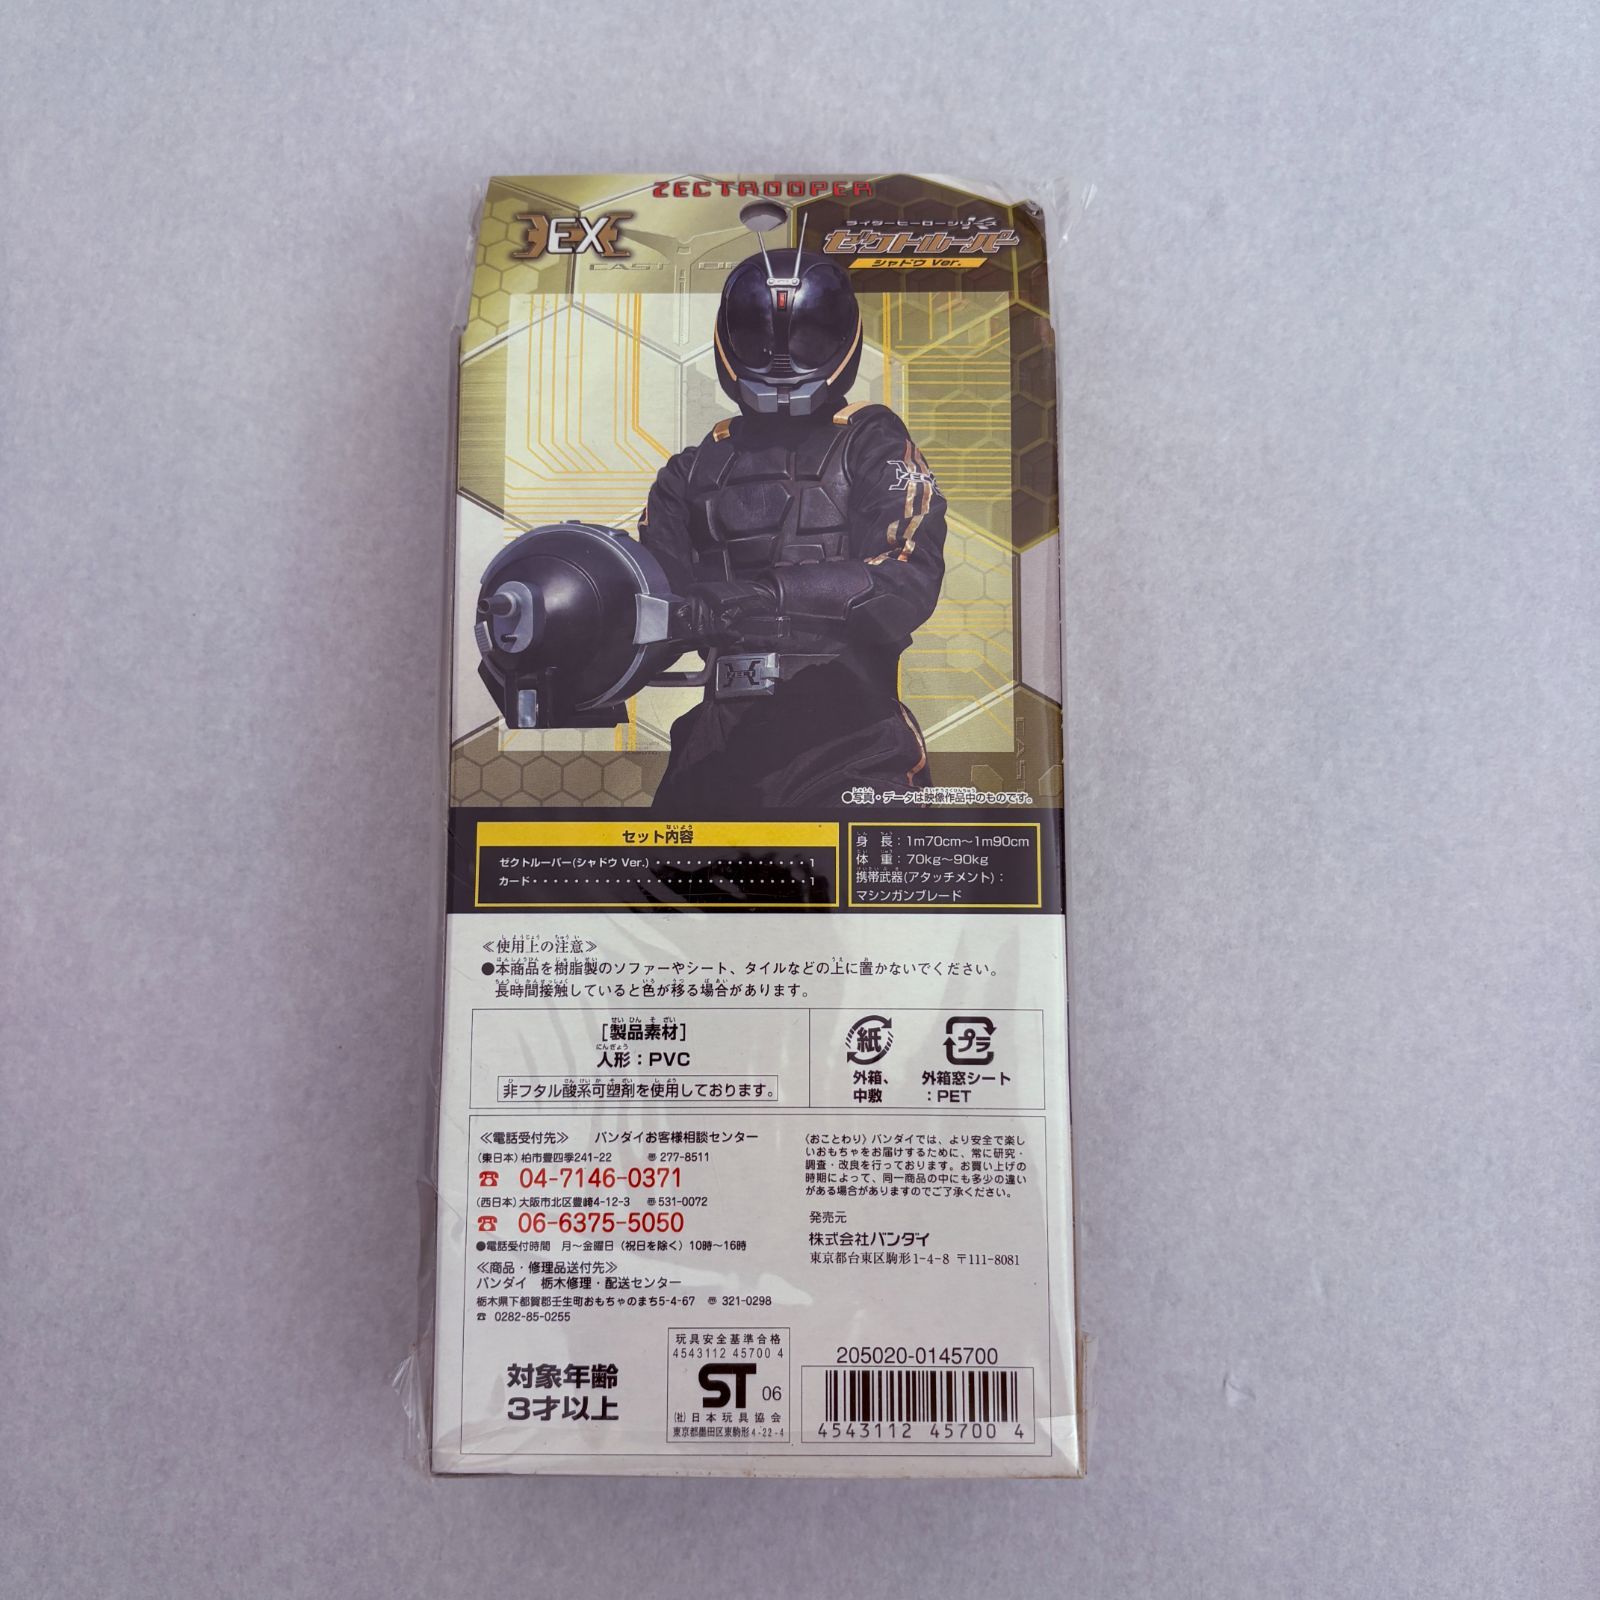 ZECTROOPER
EX
ライダーヒーローシリーズ
ゼクトルーパー
シャドウ Ver.
CAST OFF
ZECT
ZECT
●写真・データは映像作品中のものです。
セット内容
ゼクトルーパー(シャドウ Ver.)・・・・・・・・・・・・・・・1
カード・・・・・・・・・・・・・・・・・・・・・・・・・・・1
身 長：1m70cm〜1m90cm
体 重：70kg〜90kg
携帯武器(アタッチメント)：
マシンガンブレード
≪使用上の注意≫
●本商品を樹脂製のソファーやシート、タイルなどの上に置かないでください。
長時間接触していると色が移る場合があります。
[製品素材]
人形：PVC
非フタル酸系可塑剤を使用しております。
紙
外箱、
中敷
プラ
外箱窓シート
：PET
≪電話受付先≫ バンダイお客様相談センター
(東日本) 柏市豊四季241-22 〠277-8511
☎ 04-7146-0371
(西日本) 大阪市北区豊崎4-12-3 〠531-0072
☎ 06-6375-5050
●電話受付時間 月〜金曜日（祝日を除く）10時〜16時
≪商品・修理品送付先≫
バンダイ 栃木修理・配送センター
栃木県下都賀郡壬生町おもちゃのまち5-4-67 〠321-0298
☎ 0282-85-0255
〈おことわり〉バンダイでは、より安全で楽し
いおもちゃをお届けするために、常に研究・
調査・改良を行っております。お買い上げの
時期によって、同一商品の中にも多少の違い
がある場合がありますのでご了承ください。
発売元
株式会社バンダイ
東京都台東区駒形1-4-8 〒111-8081
対象年齢
3才以上
玩具安全基準合格
4543112 45700 4
ST 06
(社)日本玩具協会
東京都墨田区東駒形4-22-4
205020-0145700
4543112 45700 4